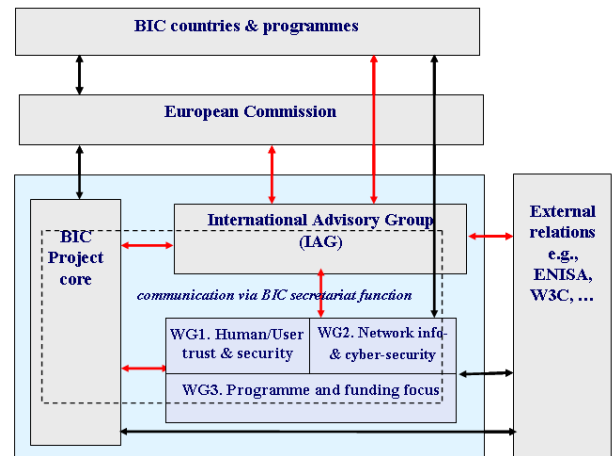 BIC countries & programmes
European Commission
International Advisory Group
(IAG)
BIC
Project
core
External
relations
e.g.,
ENISA,
W3C, ...
communication via BIC secretariat function
WG1. Human/User
trust & security
WG2. Network info-
& cyber-security
WG3. Programme and funding focus